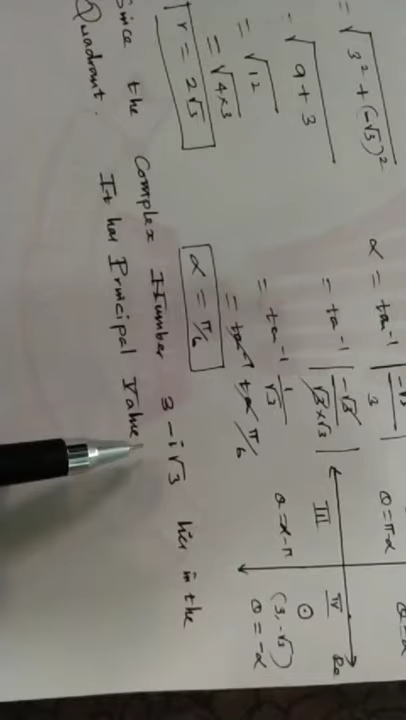 = √3² + (-√3)²
= √9 + 3
= √12
= √4×3
r = 2√3
α = tan⁻¹ | -√3 / 3 |
= tan⁻¹ | -√3 / √3×√3 |
= tan⁻¹ 1/√3
= tan⁻¹ tan π/6
α = π/6
θ = π-α
III
θ = α-π
IV
(3, -√3)
θ = -α
Re
Since the Complex Number 3 - i√3 lies in the
Quadrant. It has Principal Value